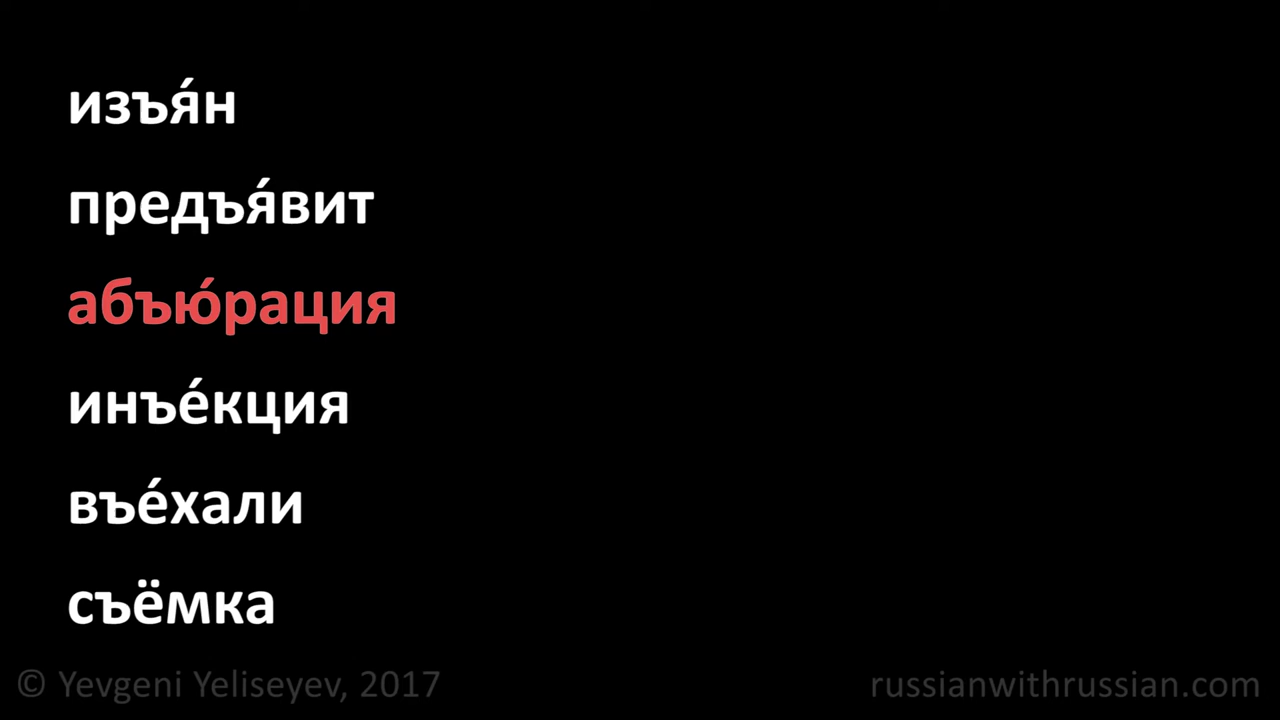 изъя́н
предъя́вит
абъю́рация
инъе́кция
въе́хали
съёмка
© Yevgeni Yeliseyev, 2017
russianwithrussian.com